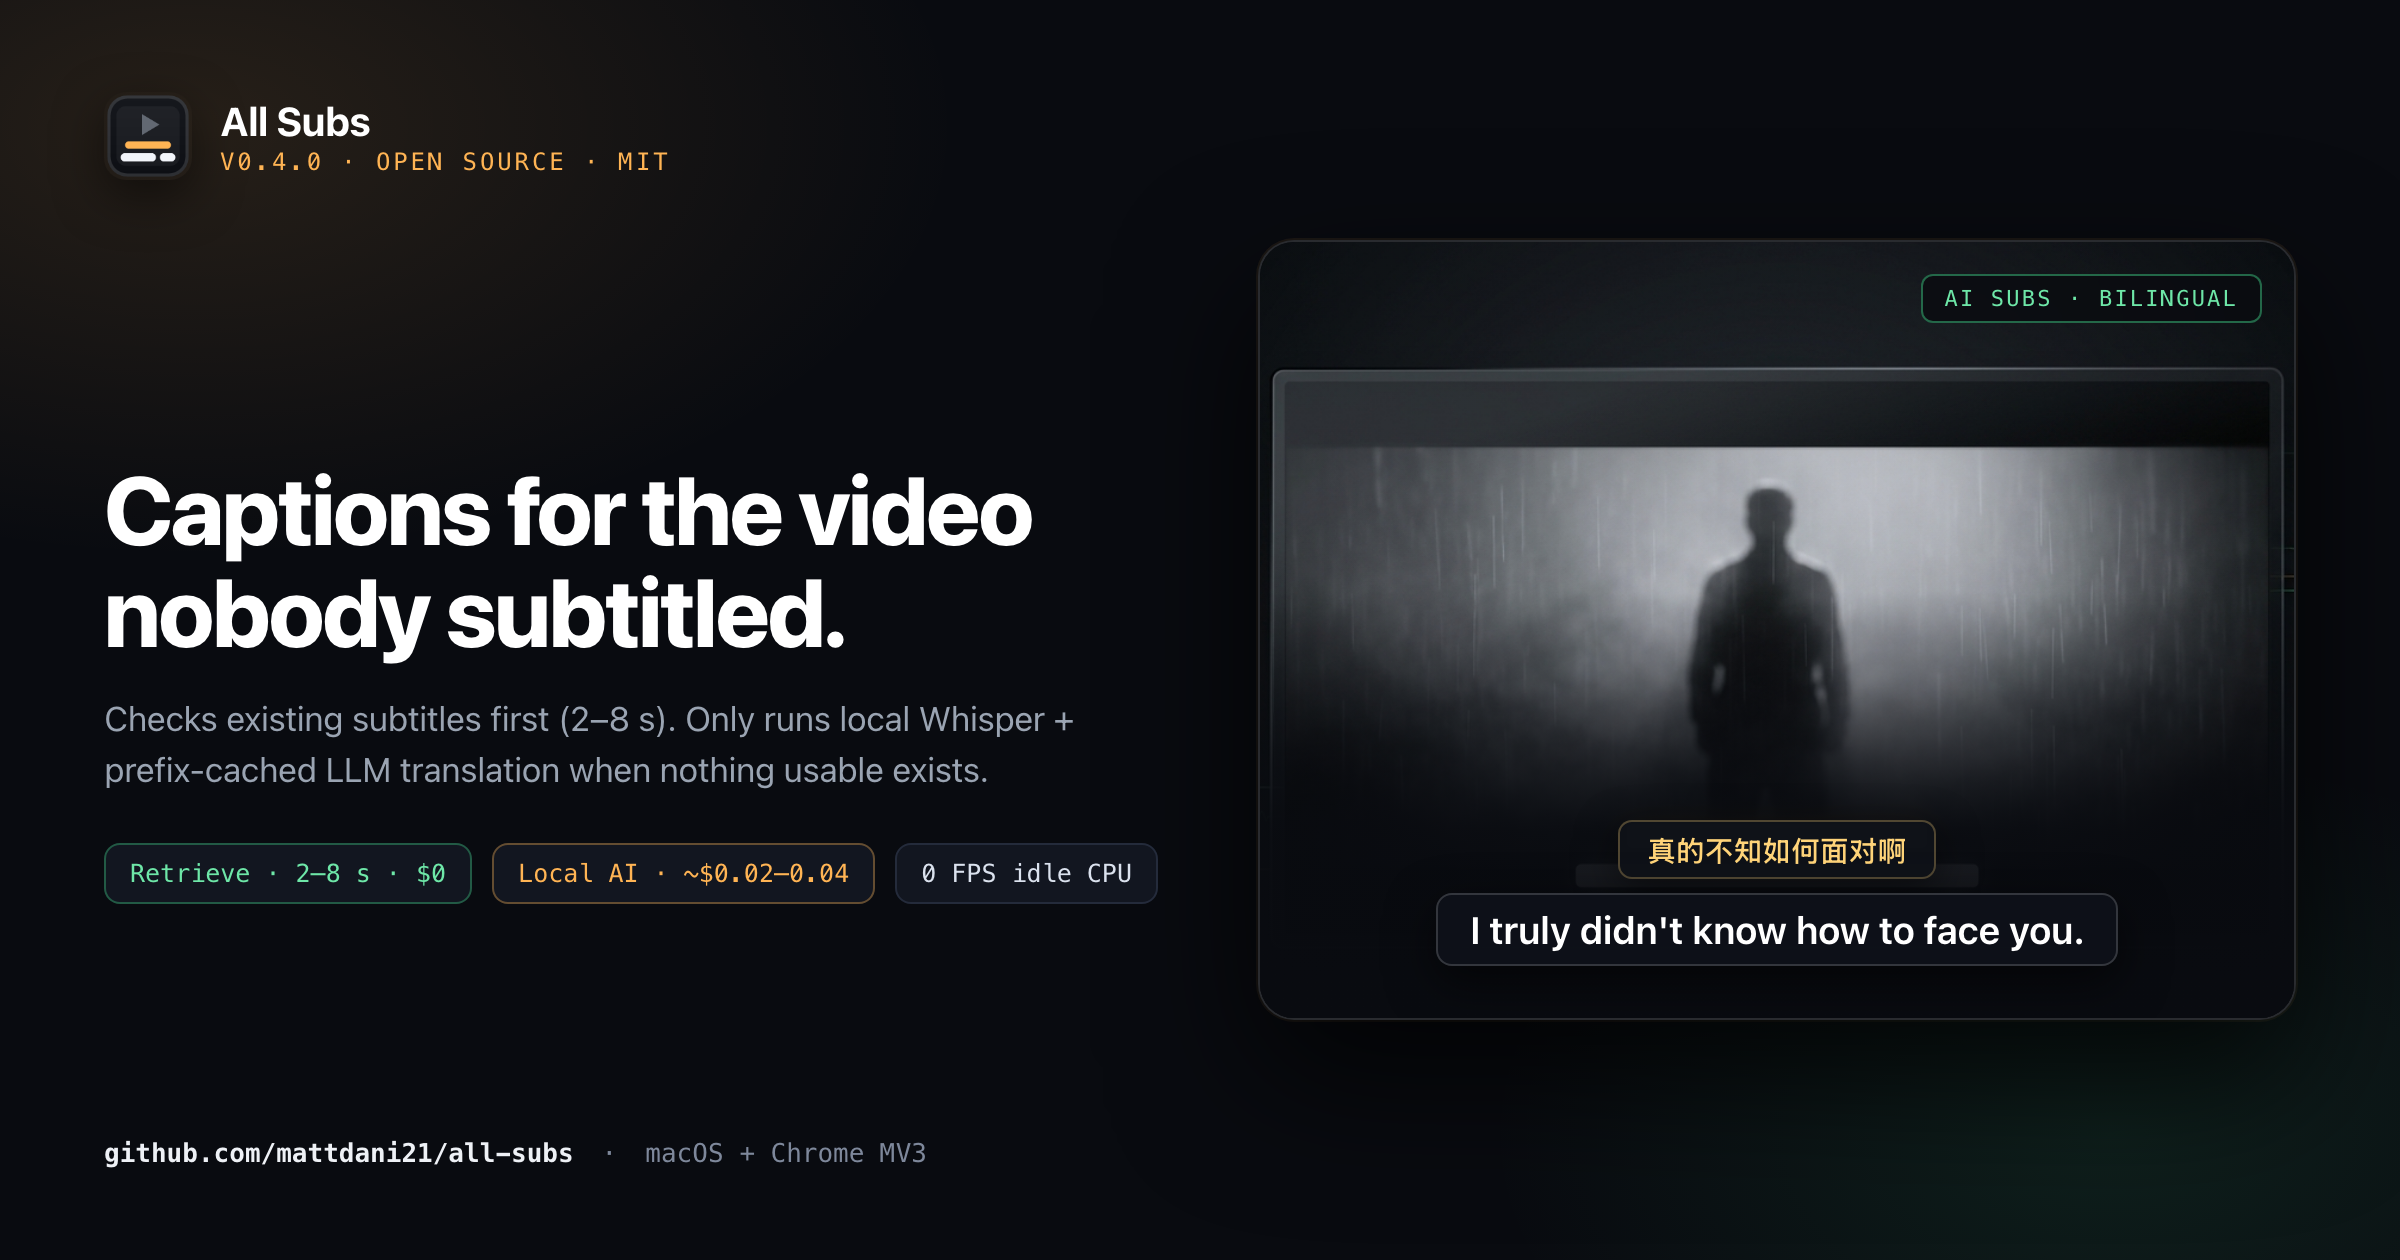 All Subs
V0.4.0 · OPEN SOURCE · MIT
Captions for the video
nobody subtitled.
Checks existing subtitles first (2–8 s). Only runs local Whisper +
prefix-cached LLM translation when nothing usable exists.
Retrieve · 2–8 s · $0
Local AI · ~$0.02–0.04
0 FPS idle CPU
github.com/mattdani21/all-subs · macOS + Chrome MV3
AI SUBS · BILINGUAL
真的不知如何面对啊
I truly didn't know how to face you.